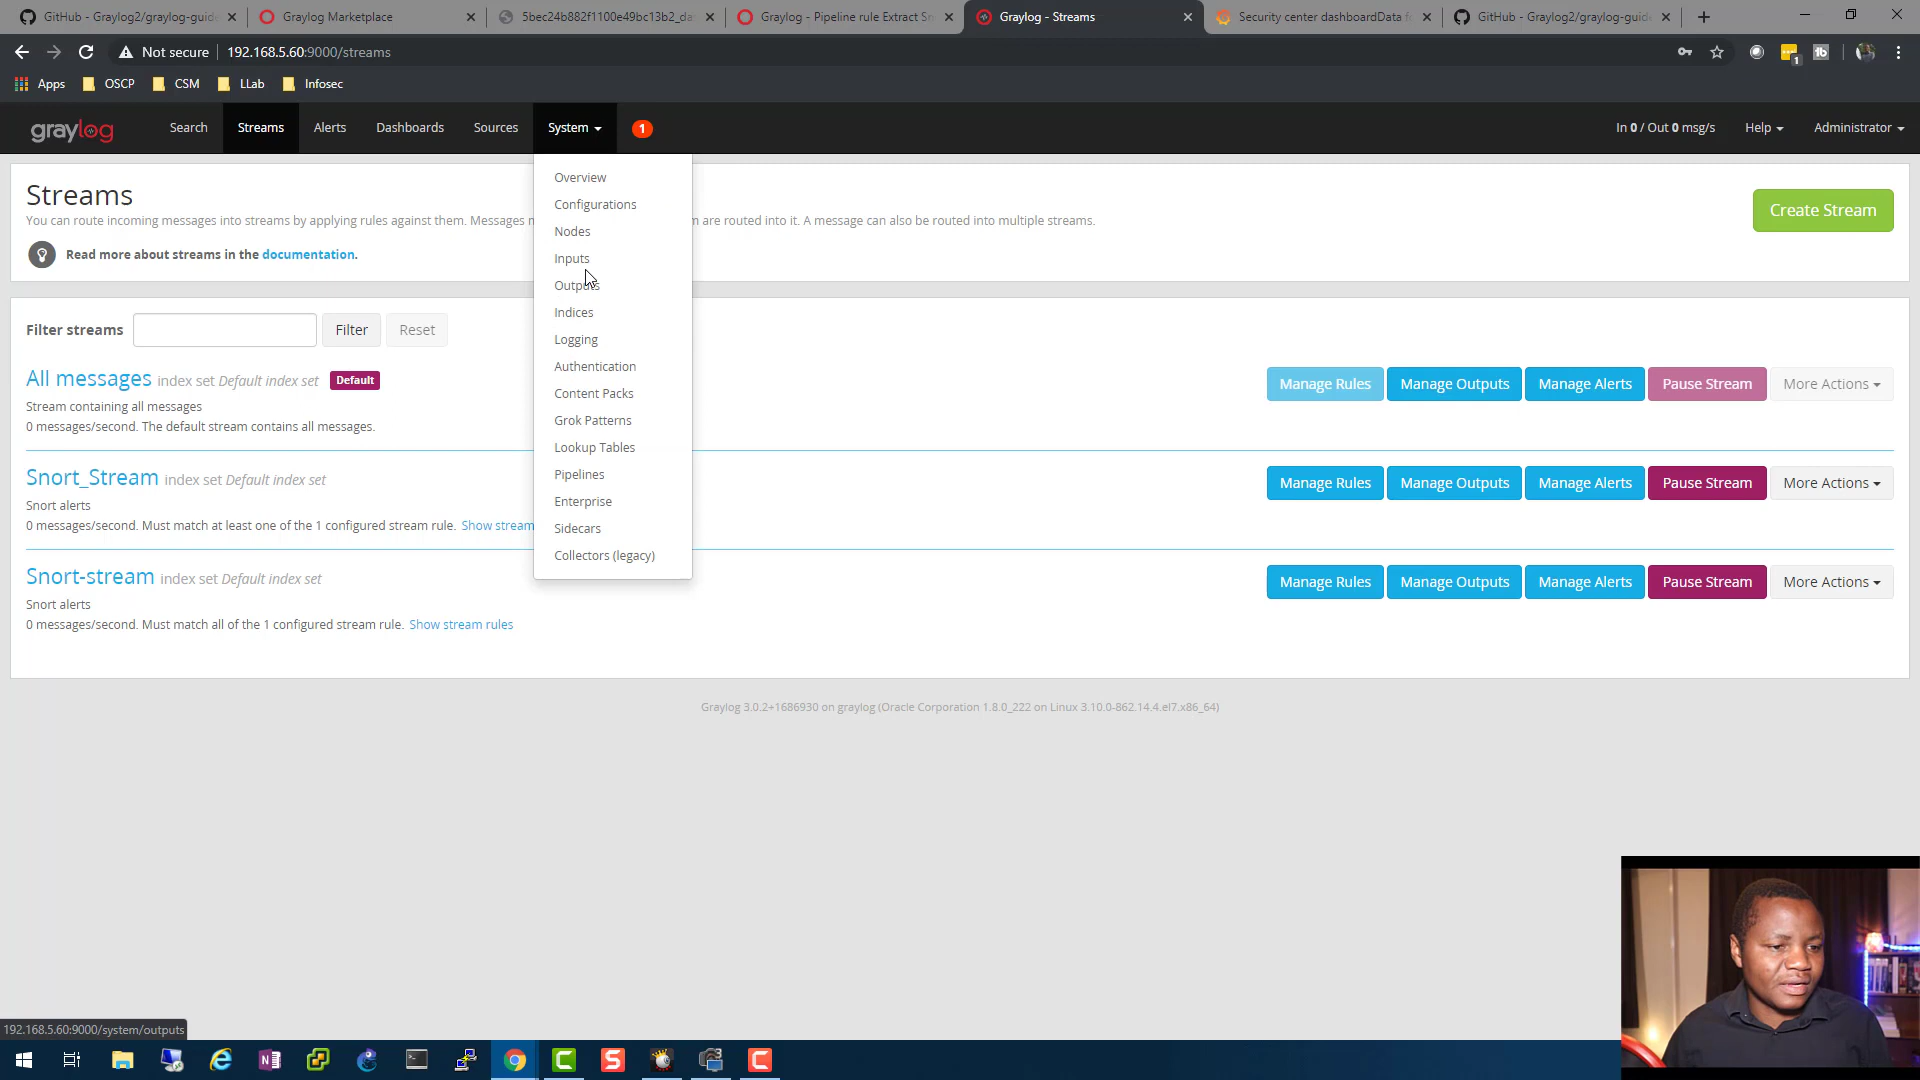 GitHub - Graylog2/graylog-guide
Graylog Marketplace
5bec24b882f1100e49bc13b2_da
Graylog - Pipeline rule Extract Sn
Graylog - Streams
Security center dashboardData f
GitHub - Graylog2/graylog-guide
Not secure
192.168.5.60:9000/streams
Apps
OSCP
CSM
LLab
Infosec
graylog
Search
Streams
Alerts
Dashboards
Sources
System
1
In 0 / Out 0 msg/s
Help
Administrator
Overview
Configurations
Nodes
Inputs
Outputs
Indices
Logging
Authentication
Content Packs
Grok Patterns
Lookup Tables
Pipelines
Enterprise
Sidecars
Collectors (legacy)
Streams
You can route incoming messages into streams by applying rules against them. Messages m
are routed into it. A message can also be routed into multiple streams.
Read more about streams in the documentation.
Create Stream
Filter streams
Filter
Reset
All messages index set Default index set Default
Stream containing all messages
0 messages/second. The default stream contains all messages.
Manage Rules
Manage Outputs
Manage Alerts
Pause Stream
More Actions
Snort_Stream index set Default index set
Snort alerts
0 messages/second. Must match at least one of the 1 configured stream rule. Show stream
Manage Rules
Manage Outputs
Manage Alerts
Pause Stream
More Actions
Snort-stream index set Default index set
Snort alerts
0 messages/second. Must match all of the 1 configured stream rule. Show stream rules
Manage Rules
Manage Outputs
Manage Alerts
Pause Stream
More Actions
Graylog 3.0.2+1686930 on graylog (Oracle Corporation 1.8.0_222 on Linux 3.10.0-862.14.4.el7.x86_64)
192.168.5.60:9000/system/outputs